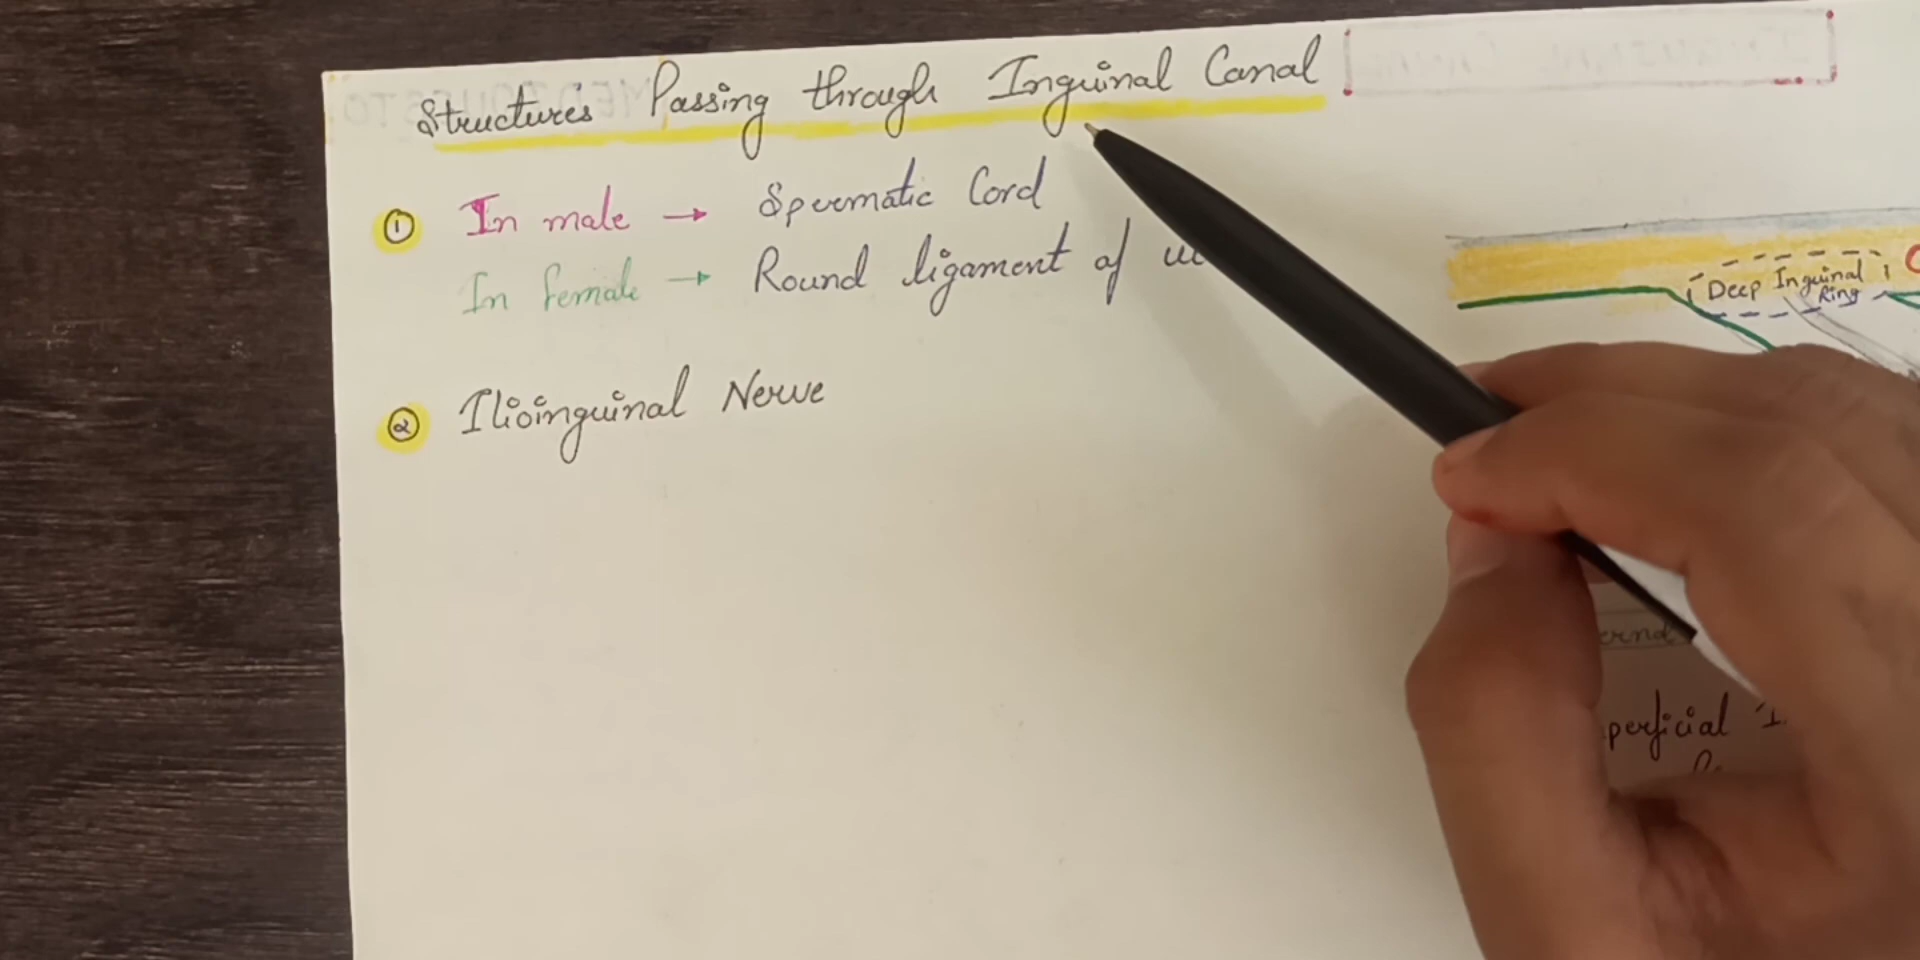 Structures Passing through Inguinal Canal
① In male → Spermatic Cord
In female → Round ligament of
② Ilioinguinal Nerve
Deep Inguinal
Ring